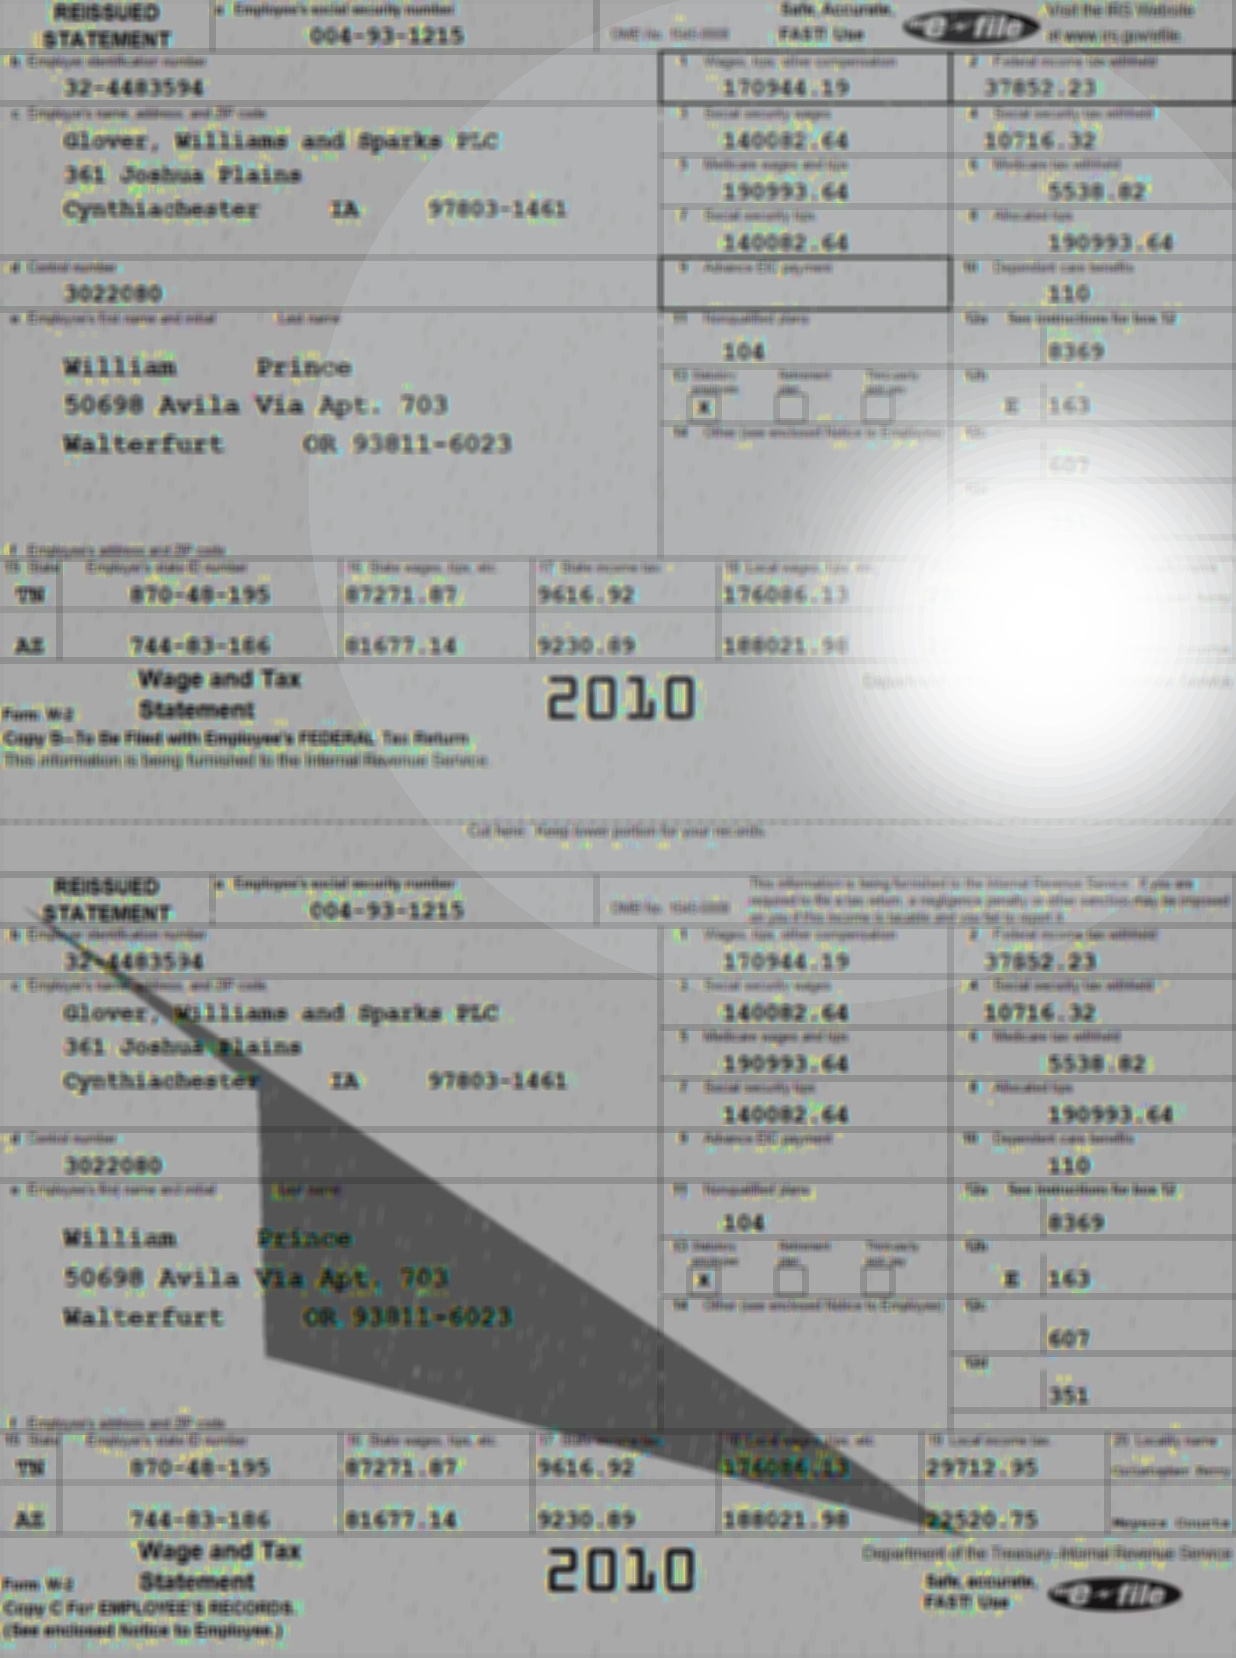 REISSUED STATEMENT
a Employee's social security number
004-93-1215
OMB No. 1545-0008
Safe, Accurate, FAST! Use
e-file
Visit the IRS Website at www.irs.gov/efile.
b Employer identification number
32-4483594
1 Wages, tips, other compensation
170944.19
2 Federal income tax withheld
37852.23
c Employer's name, address, and ZIP code
Glover, Williams and Sparks PLC
361 Joshua Plains
Cynthiachester IA 97803-1461
3 Social security wages
140082.64
4 Social security tax withheld
10716.32
5 Medicare wages and tips
190993.64
6 Medicare tax withheld
5538.82
7 Social security tips
140082.64
8 Allocated tips
190993.64
d Control number
3022080
9 Advance EIC payment
10 Dependent care benefits
110
e Employee's first name and initial Last name
William Prince
50698 Avila Via Apt. 703
Walterfurt OR 93811-6023
11 Nonqualified plans
104
12a See instructions for box 12
8369
13 Statutory employee Retirement plan Third-party sick pay
X
12b
E 163
14 Other (see enclosed Notice to Employee)
12c
607
f Employee's address and ZIP code
15 State Employer's state ID number 16 State wages, tips, etc. 17 State income tax 18 Local wages, tips, etc.
TN 870-48-195 87271.87 9616.92 176086.13
AZ 744-83-186 81677.14 9230.89 188021.98
Form W-2
Wage and Tax Statement
2010
Copy B—To Be Filed with Employee's FEDERAL Tax Return
This information is being furnished to the Internal Revenue Service.
Cut here. Keep lower portion for your records.
REISSUED STATEMENT
a Employee's social security number
004-93-1215
OMB No. 1545-0008
This information is being furnished to the Internal Revenue Service. If you are
required to file a tax return, a negligence penalty or other sanction may be imposed
on you if this income is taxable and you fail to report it.
b Employer identification number
32-4483594
1 Wages, tips, other compensation
170944.19
2 Federal income tax withheld
37852.23
c Employer's name, address, and ZIP code
Glover, Williams and Sparks PLC
361 Joshua Plains
Cynthiachester IA 97803-1461
3 Social security wages
140082.64
4 Social security tax withheld
10716.32
5 Medicare wages and tips
190993.64
6 Medicare tax withheld
5538.82
7 Social security tips
140082.64
8 Allocated tips
190993.64
d Control number
3022080
9 Advance EIC payment
10 Dependent care benefits
110
e Employee's first name and initial Last name
William Prince
50698 Avila Via Apt. 703
Walterfurt OR 93811-6023
11 Nonqualified plans
104
12a See instructions for box 12
8369
13 Statutory employee Retirement plan Third-party sick pay
X
12b
E 163
14 Other (see enclosed Notice to Employee)
12c
607
12d
351
f Employee's address and ZIP code
15 State Employer's state ID number 16 State wages, tips, etc. 17 State income tax 18 Local wages, tips, etc. 19 Local income tax 20 Locality name
TN 870-48-195 87271.87 9616.92 176086.13 29712.95
AZ 744-83-186 81677.14 9230.89 188021.98 22520.75
Form W-2
Wage and Tax Statement
2010
Department of the Treasury–Internal Revenue Service
Copy C For EMPLOYEE'S RECORDS.
(See enclosed Notice to Employee.)
Safe, accurate, FAST! Use
e-file